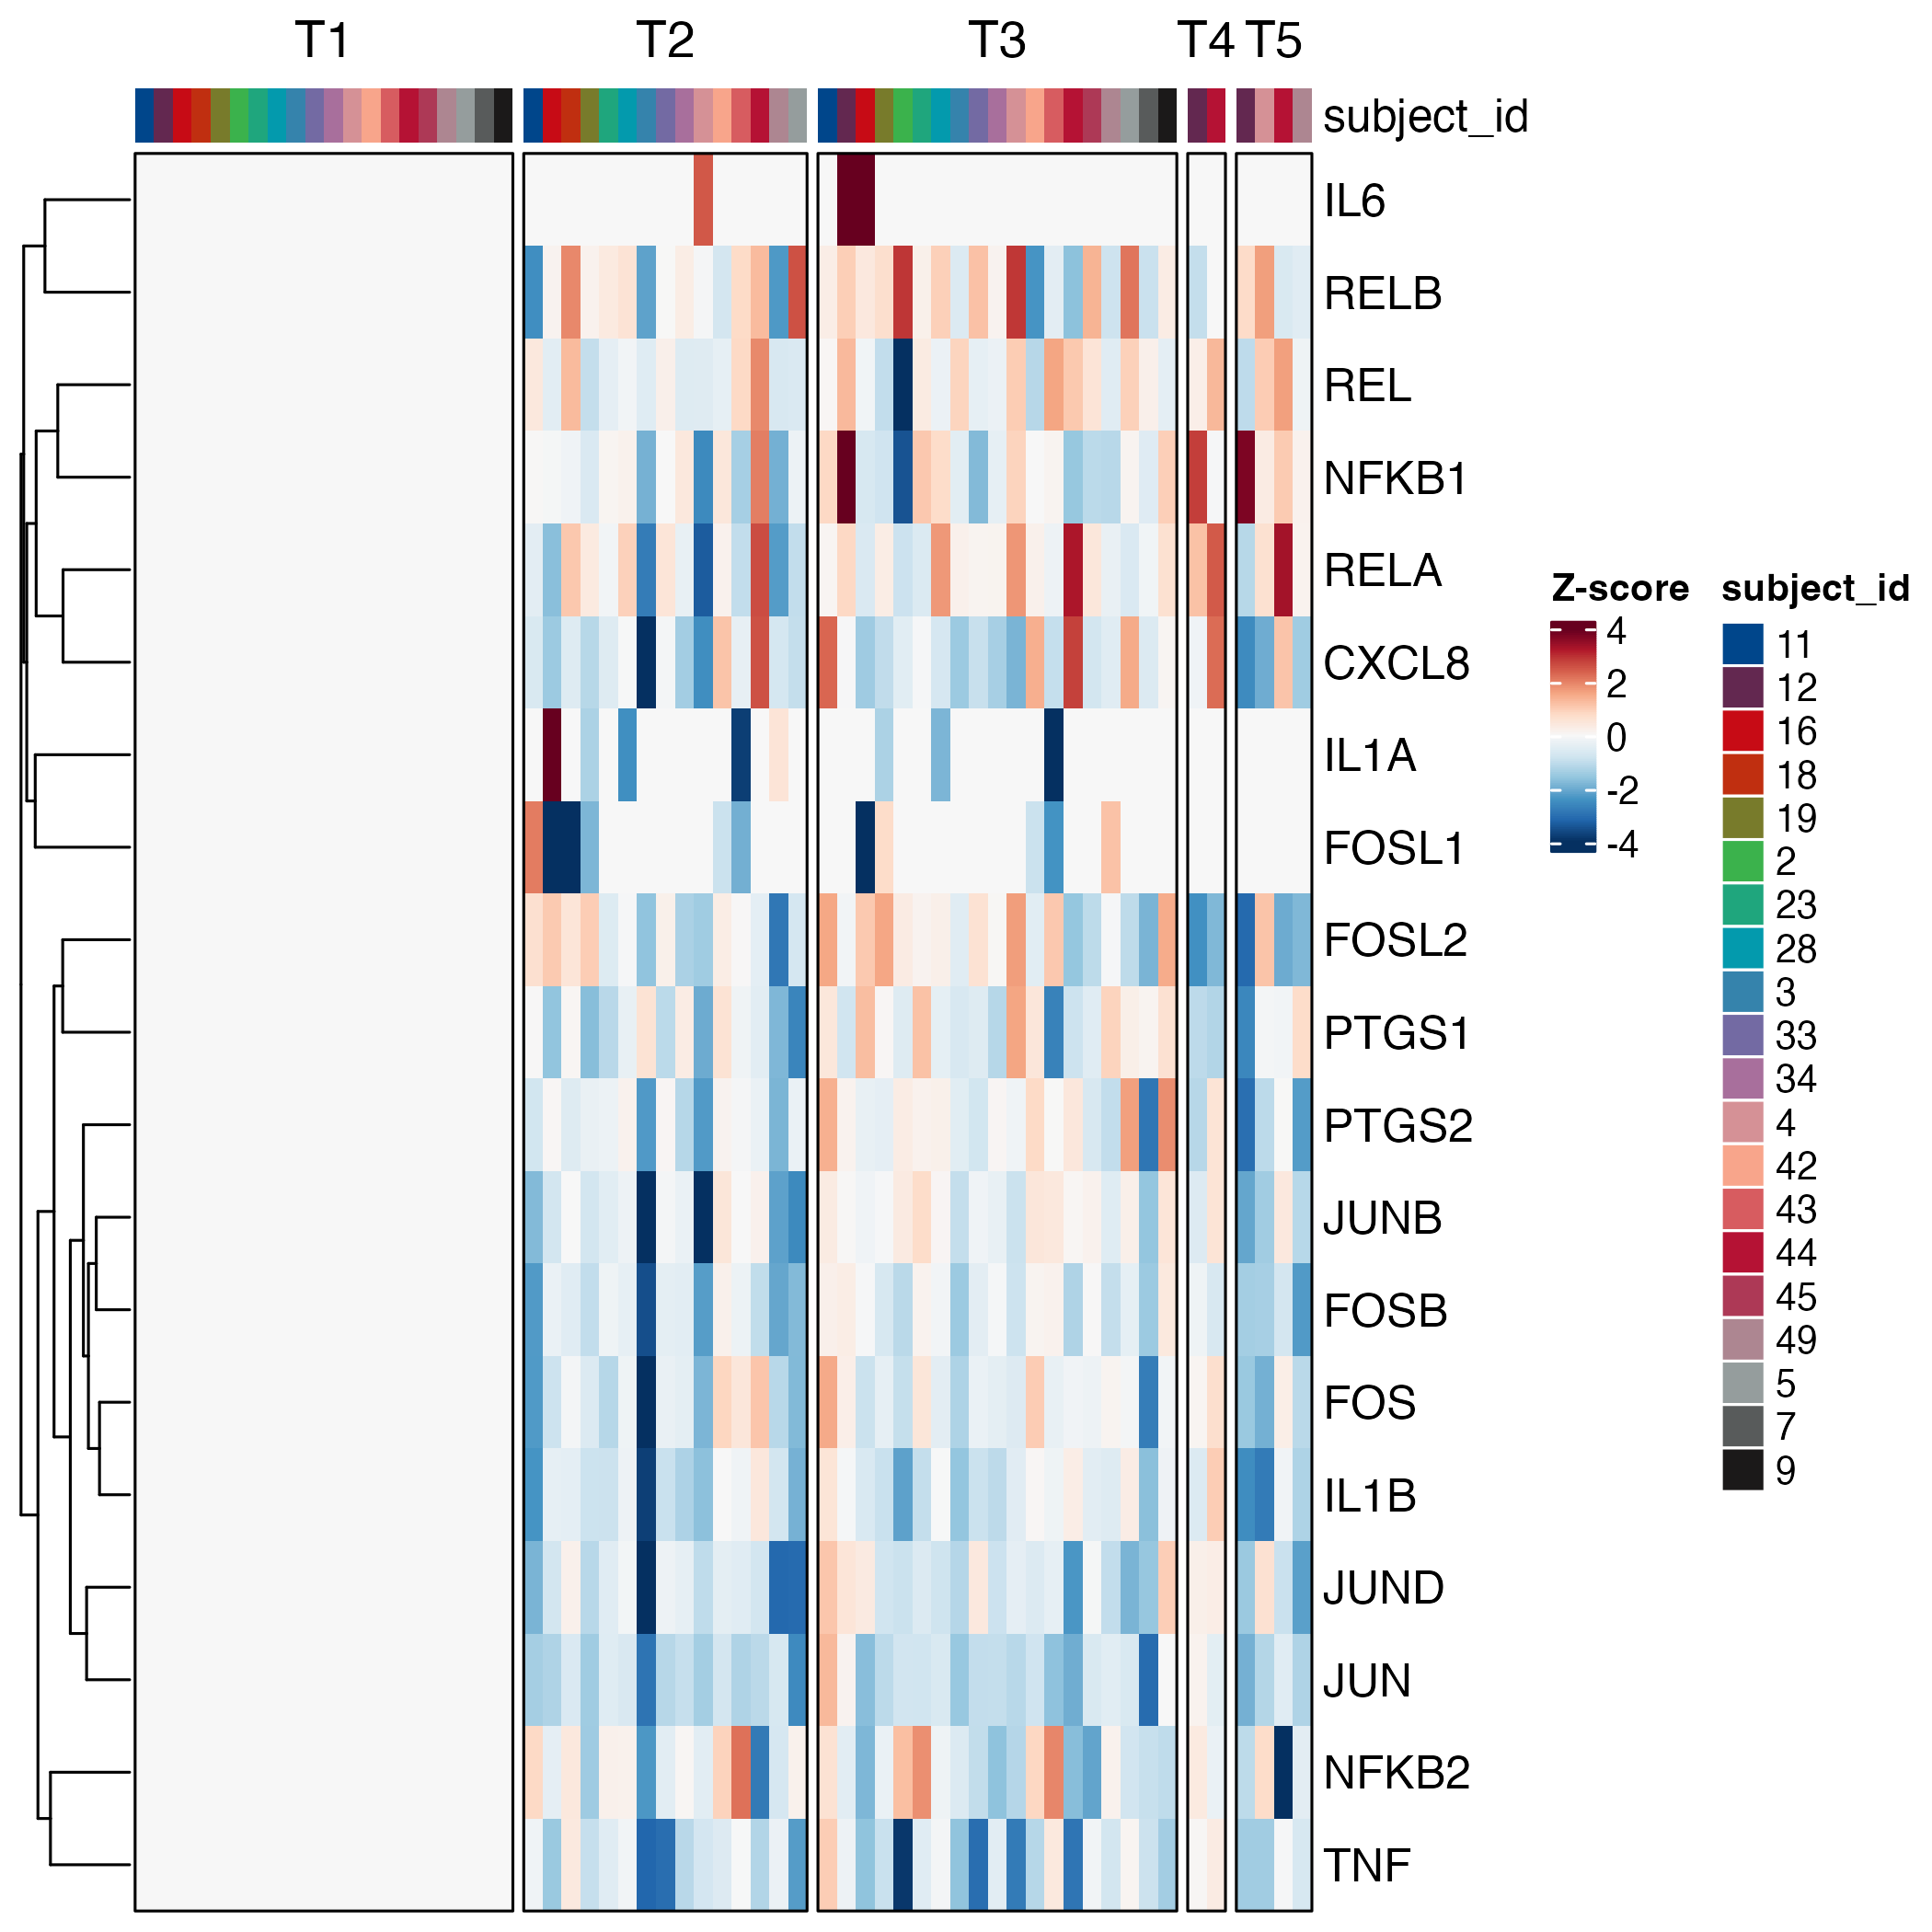 T1 T2 T3 T4 T5
subject_id
IL6
RELB
REL
NFKB1
RELA
CXCL8
IL1A
FOSL1
FOSL2
PTGS1
PTGS2
JUNB
FOSB
FOS
IL1B
JUND
JUN
NFKB2
TNF
Z-score
4
2
0
-2
-4
subject_id
11
12
16
18
19
2
23
28
3
33
34
4
42
43
44
45
49
5
7
9